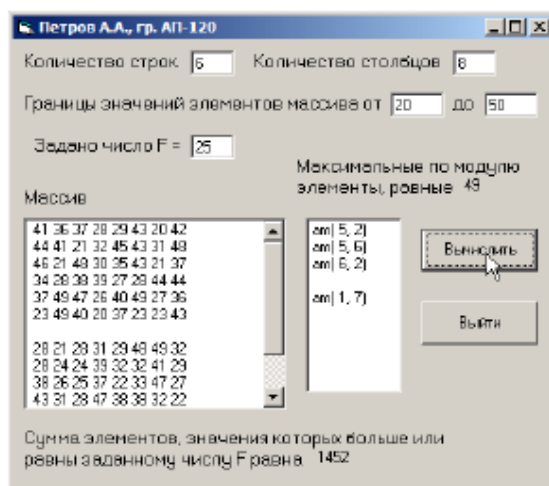 Петров А.А., гр. АП-120
Количество строк 6 Количество столбцов 8
Границы значений элементов массива от 20 до 50
Задано число F = 25
Максимальные по модулю
элементы, равные 49
Массив
41 36 37 28 29 43 20 42
44 41 21 32 45 43 31 48
46 21 48 30 35 43 21 37
34 28 38 39 27 28 44 44
37 49 47 26 40 49 27 36
23 49 40 20 37 23 23 43
28 21 28 31 29 48 49 32
28 24 24 39 32 32 41 29
38 26 25 37 22 33 47 27
43 31 28 47 38 38 32 22
am( 5, 2)
am( 5, 6)
am( 6, 2)
am( 1, 7)
Вычислить
Выйти
Сумма элементов, значения которых больше или
равны заданному числу F равна 1452